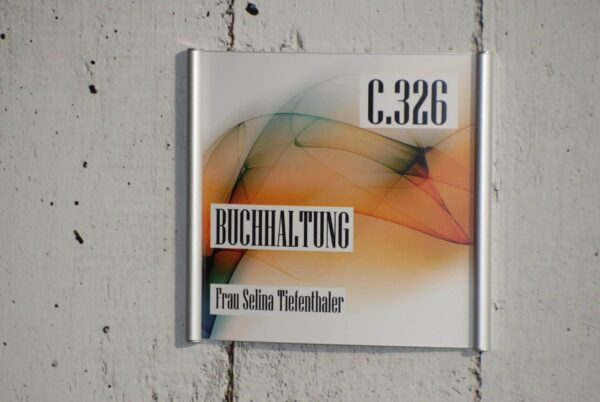 C.326
BUCHHALTUNG
Frau Selina Tiefenthaler